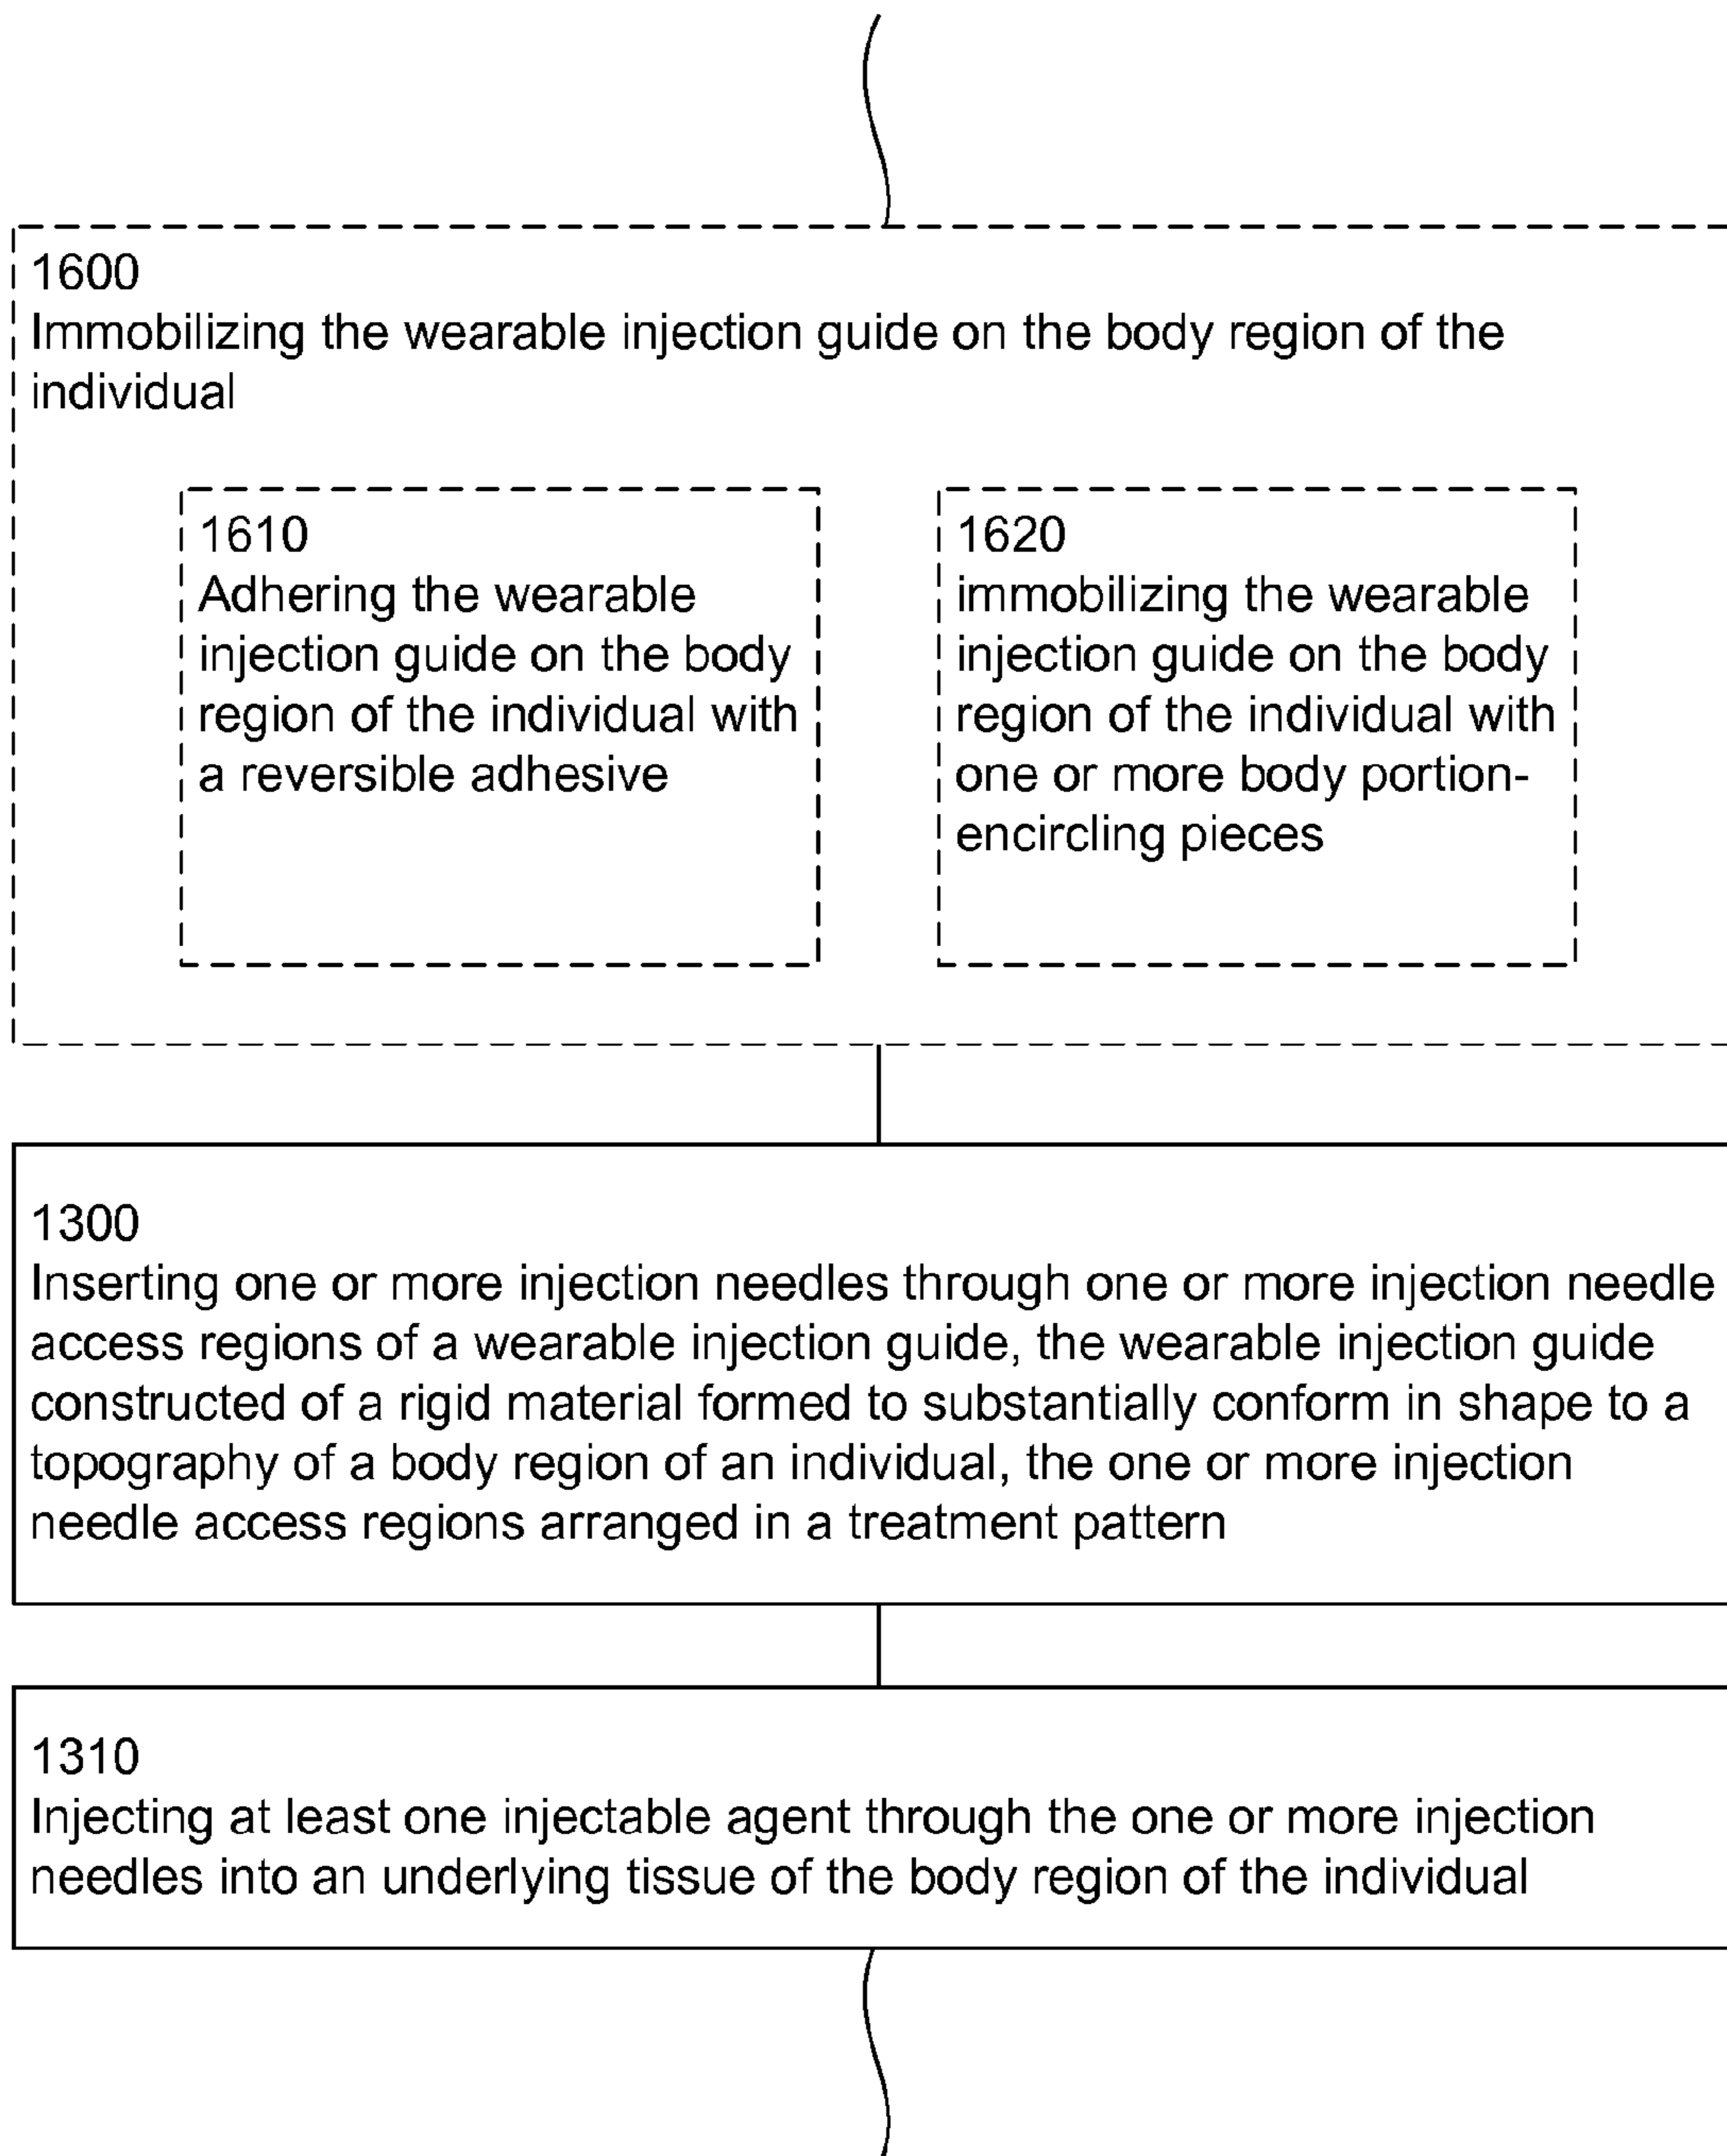 1600
Immobilizing the wearable injection guide on the body region of the
individual
1610
Adhering the wearable
injection guide on the body
region of the individual with
a reversible adhesive
1620
immobilizing the wearable
injection guide on the body
region of the individual with
one or more body portion-
encircling pieces
1300
Inserting one or more injection needles through one or more injection needle
access regions of a wearable injection guide, the wearable injection guide
constructed of a rigid material formed to substantially conform in shape to a
topography of a body region of an individual, the one or more injection
needle access regions arranged in a treatment pattern
1310
Injecting at least one injectable agent through the one or more injection
needles into an underlying tissue of the body region of the individual